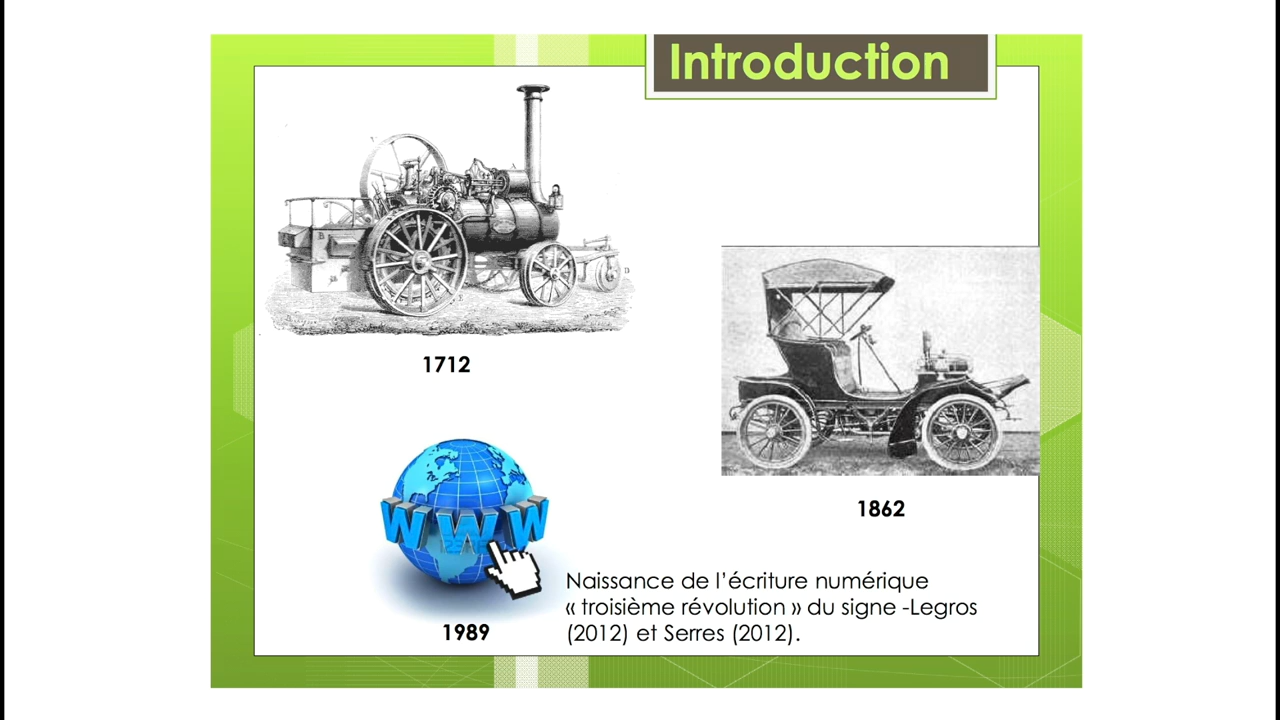 Introduction
1712
1862
WWW
1989
Naissance de l’écriture numérique
« troisième révolution » du signe -Legros
(2012) et Serres (2012).